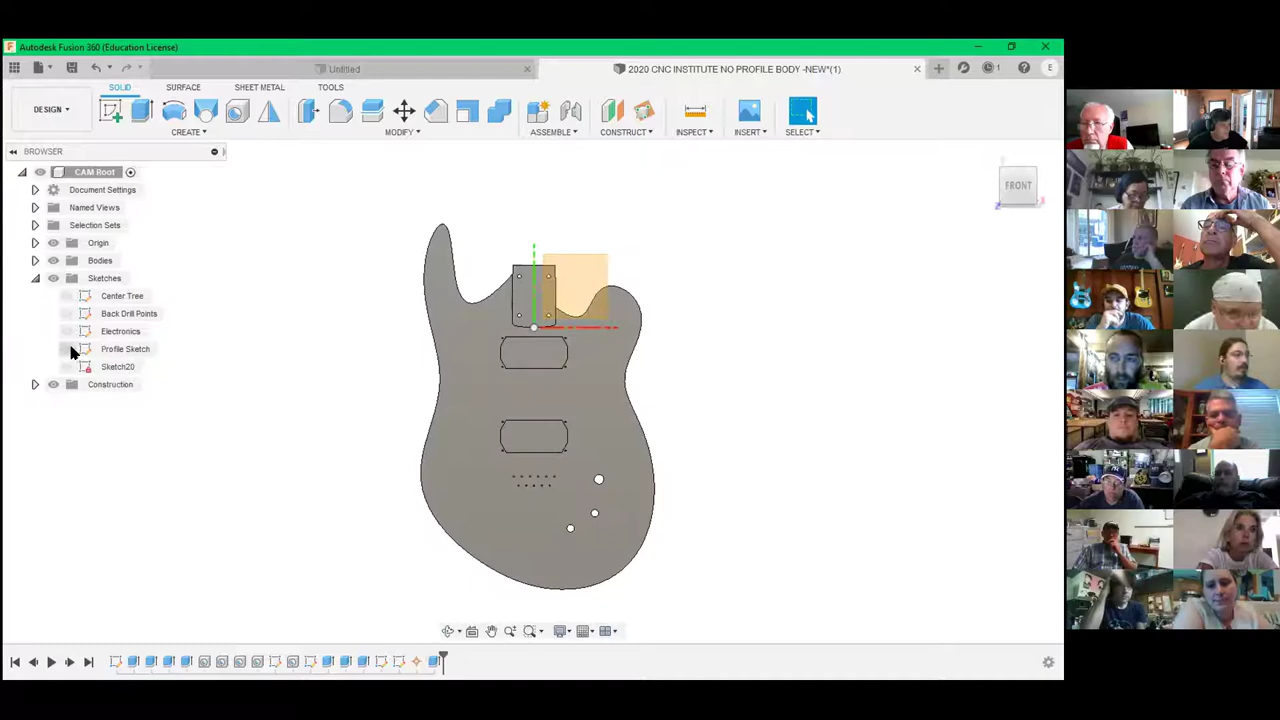 Autodesk Fusion 360 (Education License)
Untitled
2020 CNC INSTITUTE NO PROFILE BODY -NEW*(1)
1
E
SOLID
SURFACE
SHEET METAL
TOOLS
DESIGN
CREATE
MODIFY
ASSEMBLE
CONSTRUCT
INSPECT
INSERT
SELECT
BROWSER
CAM Root
Document Settings
Named Views
Selection Sets
Origin
Bodies
Sketches
Center Tree
Back Drill Points
Electronics
Profile Sketch
Sketch20
Construction
FRONT